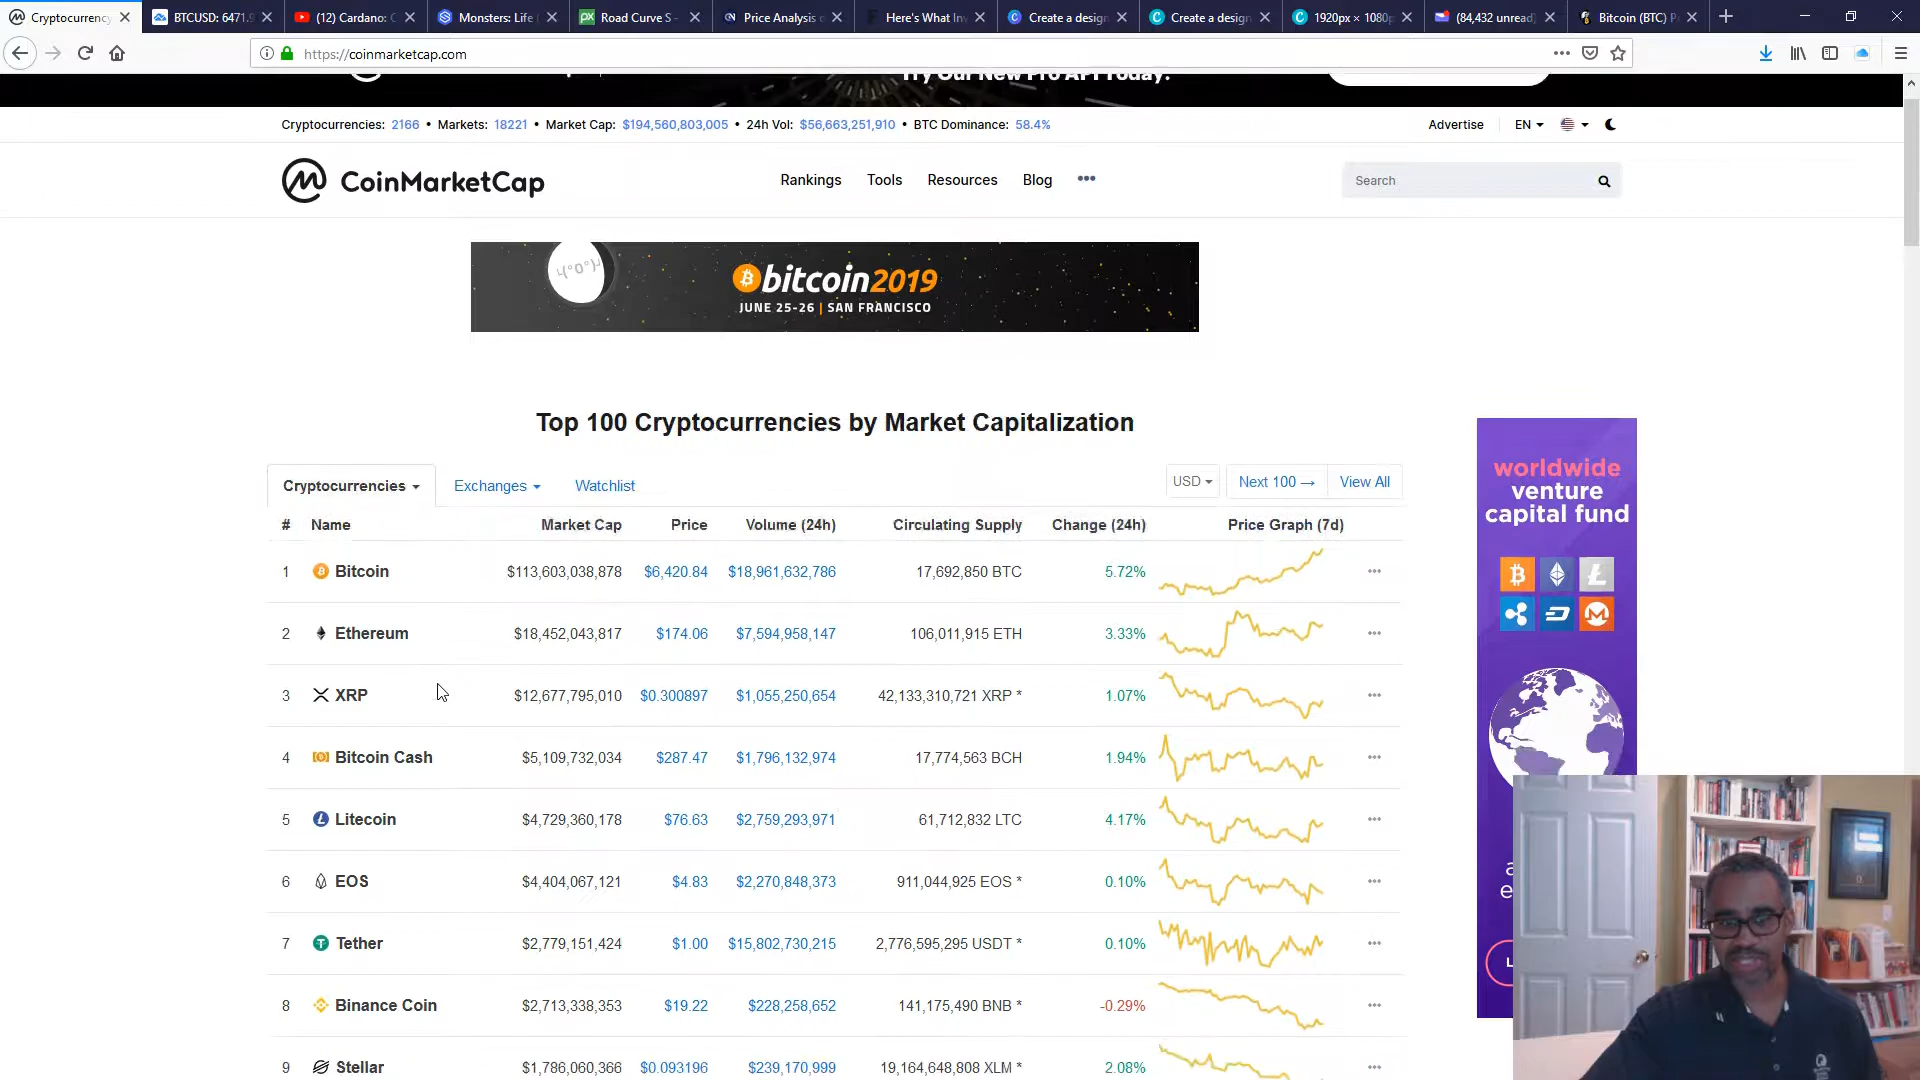 Cryptocurrency
BTCUSD: 6471.9
(12) Cardano: C
Monsters: Life
Road Curve S -
Price Analysis o
Here's What In
Create a design
Create a design
1920px × 1080p
(84,432 unread)
Bitcoin (BTC) P
https://coinmarketcap.com
Try Our New Pro API Today!
Cryptocurrencies: 2166 • Markets: 18221 • Market Cap: $194,560,803,005 • 24h Vol: $56,663,251,910 • BTC Dominance: 58.4%
Advertise EN
CoinMarketCap
Rankings Tools Resources Blog
Search
bitcoin2019
JUNE 25-26 | SAN FRANCISCO
Top 100 Cryptocurrencies by Market Capitalization
Cryptocurrencies Exchanges Watchlist
USD Next 100 → View All
# Name Market Cap Price Volume (24h) Circulating Supply Change (24h) Price Graph (7d)
1 Bitcoin $113,603,038,878 $6,420.84 $18,961,632,786 17,692,850 BTC 5.72%
2 Ethereum $18,452,043,817 $174.06 $7,594,958,147 106,011,915 ETH 3.33%
3 XRP $12,677,795,010 $0.300897 $1,055,250,654 42,133,310,721 XRP * 1.07%
4 Bitcoin Cash $5,109,732,034 $287.47 $1,796,132,974 17,774,563 BCH 1.94%
5 Litecoin $4,729,360,178 $76.63 $2,759,293,971 61,712,832 LTC 4.17%
6 EOS $4,404,067,121 $4.83 $2,270,848,373 911,044,925 EOS * 0.10%
7 Tether $2,779,151,424 $1.00 $15,802,730,215 2,776,595,295 USDT * 0.10%
8 Binance Coin $2,713,338,353 $19.22 $228,258,652 141,175,490 BNB * -0.29%
9 Stellar $1,786,060,366 $0.093196 $239,170,999 19,164,648,808 XLM * 2.08%
worldwide
venture
capital fund
a
e
L